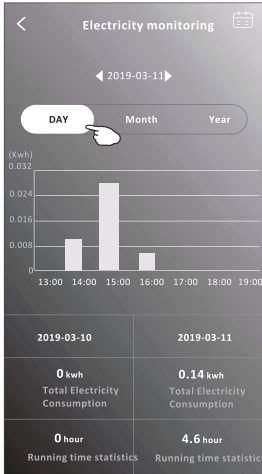 Electricity monitoring
2019-03-11
DAY Month Year
(Kwh)
0.032
0.024
0.016
0.008
0
13:00 14:00 15:00 16:00 17:00 18:00 19:00
2019-03-10 2019-03-11
0 kwh 0.14 kwh
Total Electricity Total Electricity
Consumption Consumption
0 hour 4.6 hour
Running time statistics Running time statistics